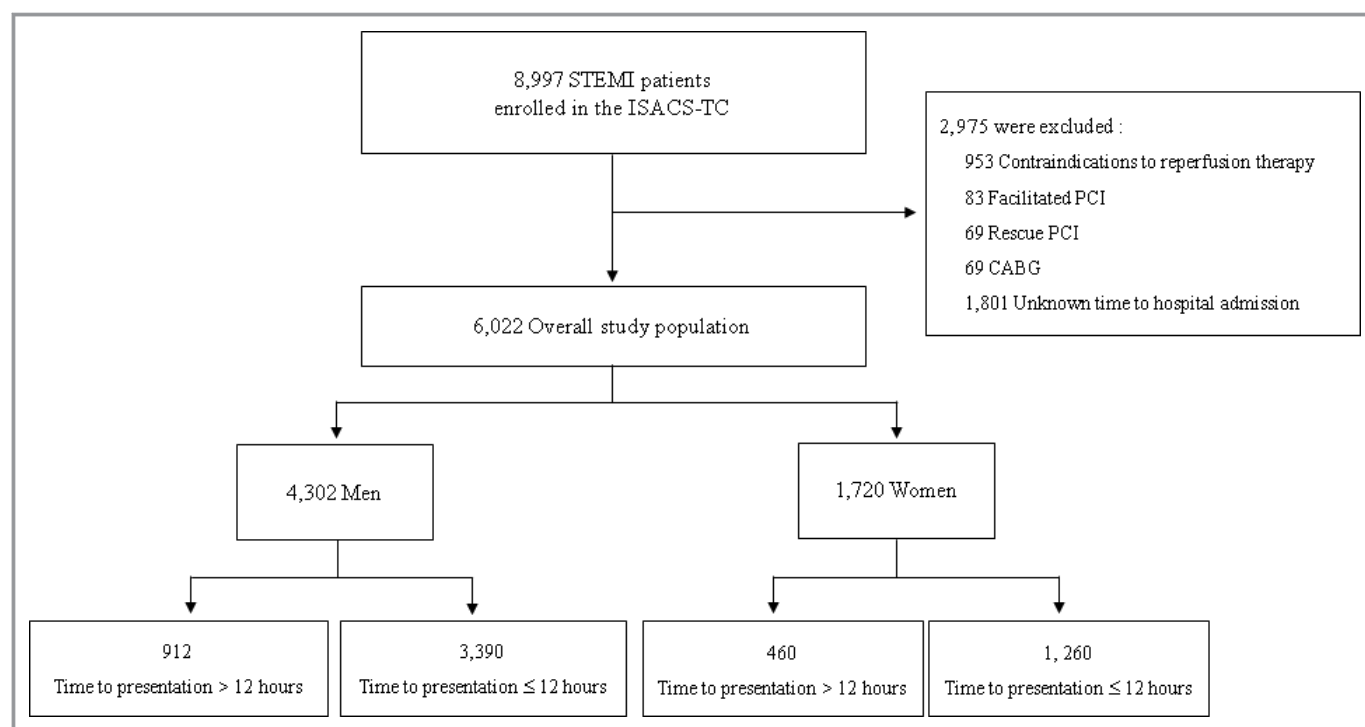 8,997 STEMI patients
enrolled in the ISACS-TC
2,975 were excluded :
953 Contraindications to reperfusion therapy
83 Facilitated PCI
69 Rescue PCI
69 CABG
1,801 Unknown time to hospital admission
6,022 Overall study population
4,302 Men
1,720 Women
912
Time to presentation > 12 hours
3,390
Time to presentation ≤ 12 hours
460
Time to presentation > 12 hours
1, 260
Time to presentation ≤ 12 hours